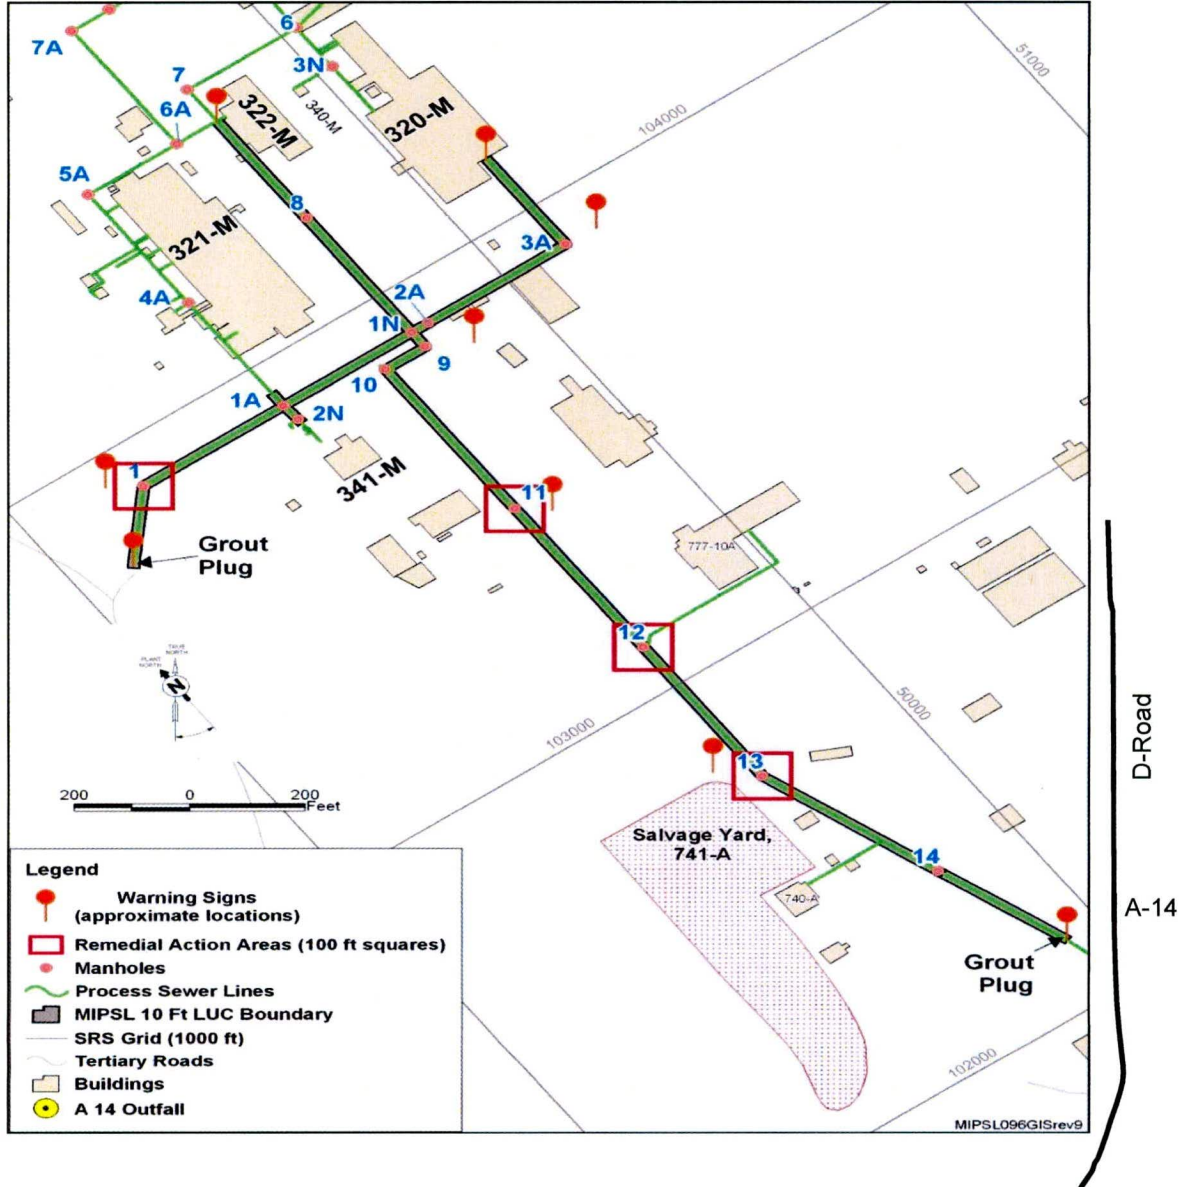 7A
6
3N
7
6A
322-M
340-M
320-M
104000
51000
5A
8
321-M
3A
4A
2A
1N
9
10
1A
2N
341-M
1
11
Grout
Plug
777-10A
12
TRUE
NORTH
PLANT
NORTH
N
103000
50000
D-Road
13
200
0
200
Feet
Salvage Yard,
741-A
14
740-A
A-14
Grout
Plug
102000
Legend
Warning Signs
(approximate locations)
Remedial Action Areas (100 ft squares)
Manholes
Process Sewer Lines
MIPSL 10 Ft LUC Boundary
SRS Grid (1000 ft)
Tertiary Roads
Buildings
A 14 Outfall
MIPSL096GISrev9